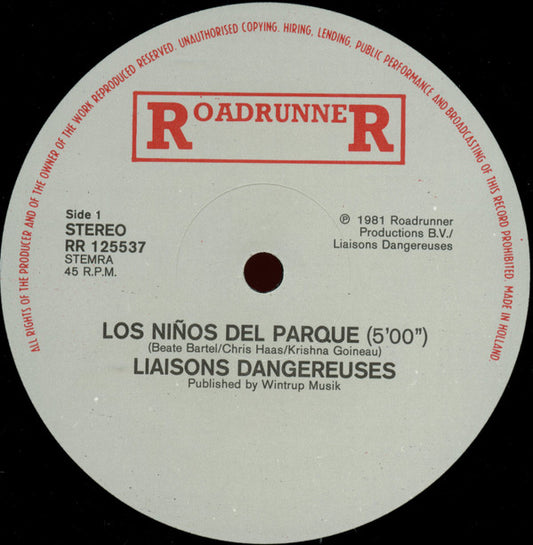 ALL RIGHTS OF THE PRODUCER AND OF THE OWNER OF THE WORK REPRODUCED RESERVED. UNAUTHORISED COPYING, HIRING, LENDING, PUBLIC PERFORMANCE AND BROADCASTING OF THIS RECORD PROHIBITED. MADE IN HOLLAND
ROADRUNNER
Side 1
STEREO
RR 125537
STEMRA
45 R.P.M.
℗ 1981 Roadrunner
Productions B.V./
Liaisons Dangereuses
LOS NIÑOS DEL PARQUE (5'00")
(Beate Bartel/Chris Haas/Krishna Goineau)
LIAISONS DANGEREUSES
Published by Wintrup Musik